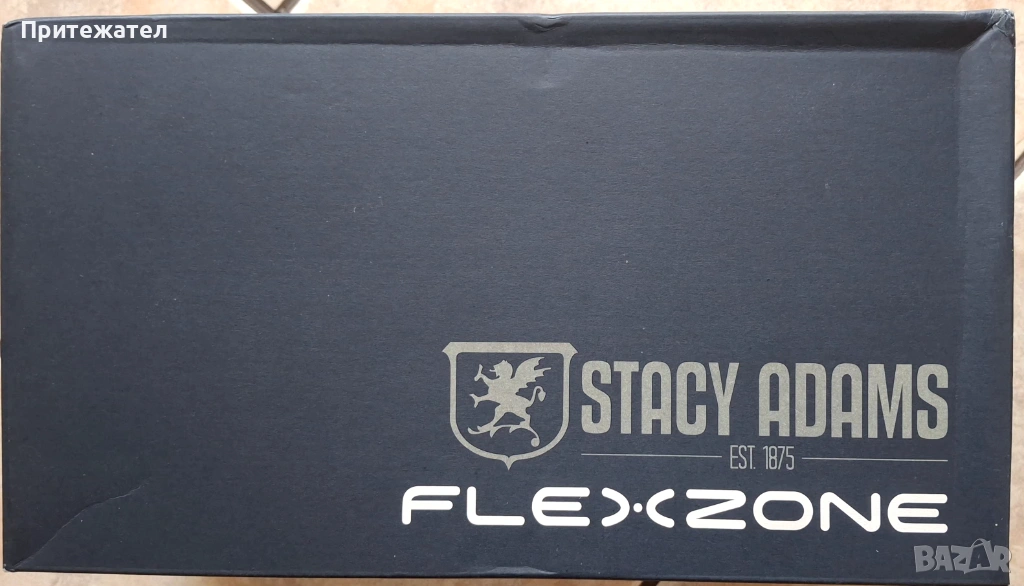 Притежател
STACY ADAMS
EST. 1875
FLEXZONE
BAZAR